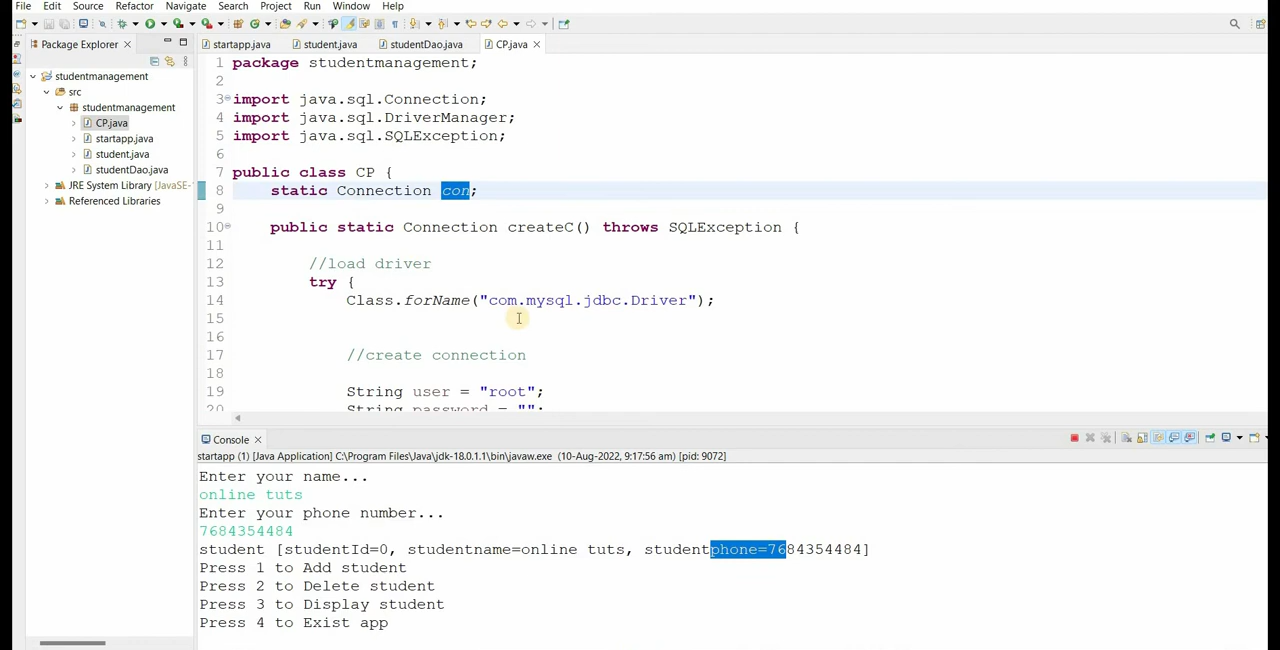 File Edit Source Refactor Navigate Search Project Run Window Help
Package Explorer
startapp.java student.java studentDao.java CP.java
studentmanagement
src
studentmanagement
CP.java
startapp.java
student.java
studentDao.java
JRE System Library [JavaSE-
Referenced Libraries
1 package studentmanagement;
2
3 import java.sql.Connection;
4 import java.sql.DriverManager;
5 import java.sql.SQLException;
6
7 public class CP {
8 static Connection con;
9
10 public static Connection createC() throws SQLException {
11
12 //load driver
13 try {
14 Class.forName("com.mysql.jdbc.Driver");
15
16
17 //create connection
18
19 String user = "root";
20 String password = "";
Console
startapp (1) [Java Application] C:\Program Files\Java\jdk-18.0.1.1\bin\javaw.exe (10-Aug-2022, 9:17:56 am) [pid: 9072]
Enter your name...
online tuts
Enter your phone number...
7684354484
student [studentId=0, studentname=online tuts, studentphone=7684354484]
Press 1 to Add student
Press 2 to Delete student
Press 3 to Display student
Press 4 to Exist app